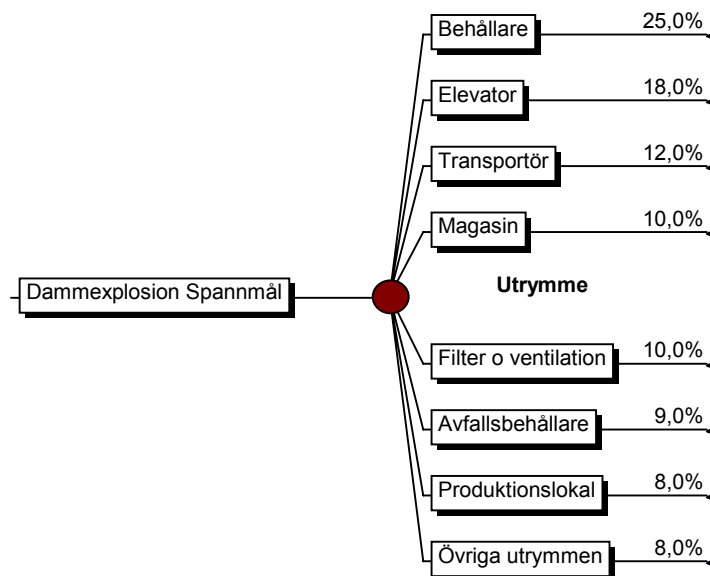 Behållare 25,0%
Elevator 18,0%
Transportör 12,0%
Magasin 10,0%
Utrymme
Dammexplosion Spannmål
Filter o ventilation 10,0%
Avfallsbehållare 9,0%
Produktionslokal 8,0%
Övriga utrymmen 8,0%